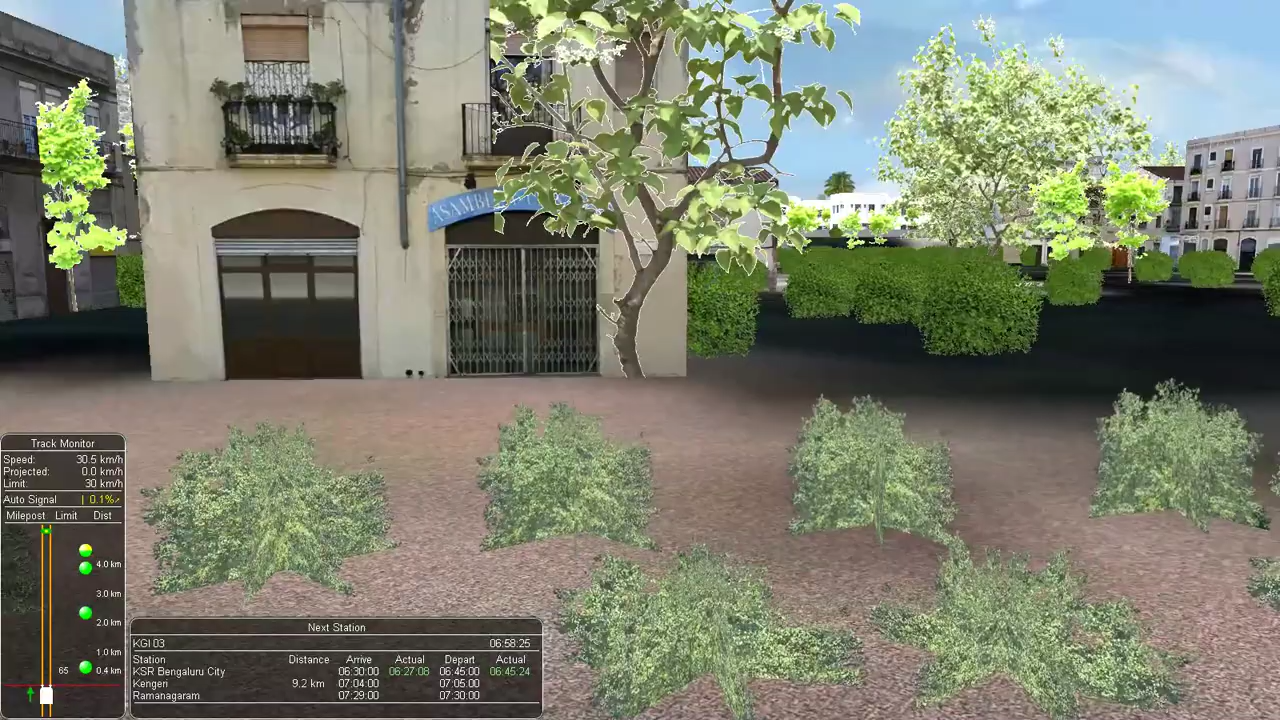 ASAMBL
Track Monitor
Speed: 30.5 km/h
Projected: 0.0 km/h
Limit: 30 km/h
Auto Signal | 0.1%
Milepost Limit Dist
4.0 km
3.0 km
2.0 km
1.0 km
65 0.4 km
Next Station
KGI 03 06:58:25
Station Distance Arrive Actual Depart Actual
KSR Bengaluru City 06:30:00 06:27:08 06:45:00 06:45:24
Kengeri 9.2 km 07:04:00 07:05:00
Ramanagaram 07:29:00 07:30:00